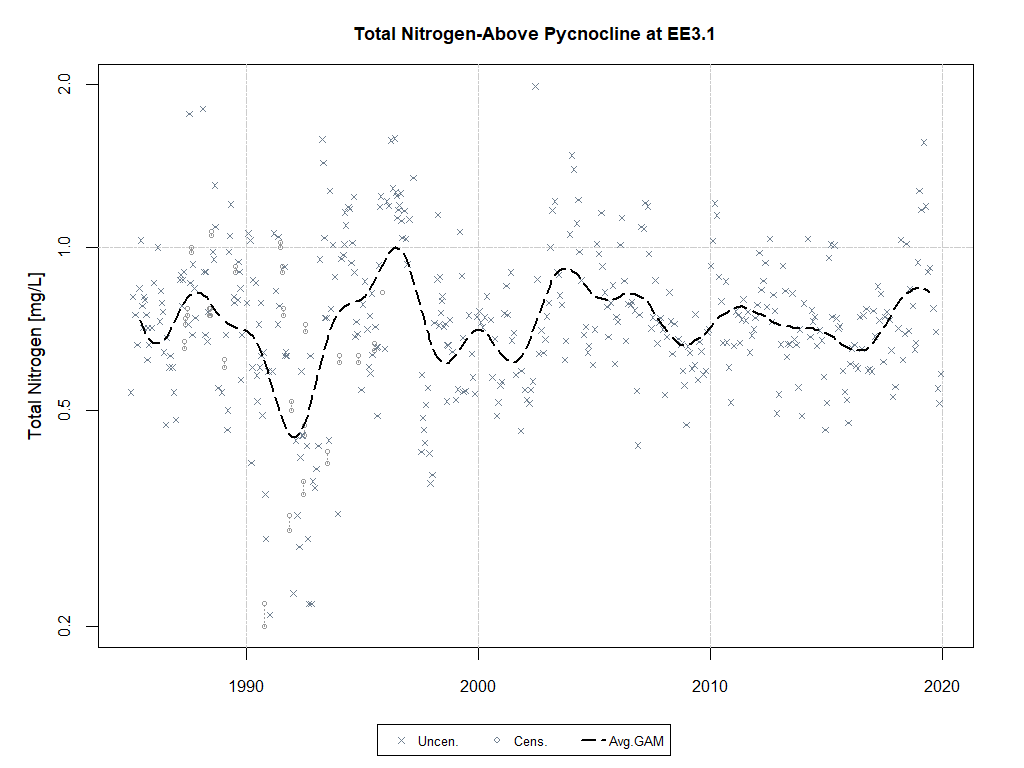 Total Nitrogen-Above Pycnocline at EE3.1
Total Nitrogen [mg/L]
2.0
1.0
0.5
0.2
1990 2000 2010 2020
Uncen. Cens. Avg.GAM